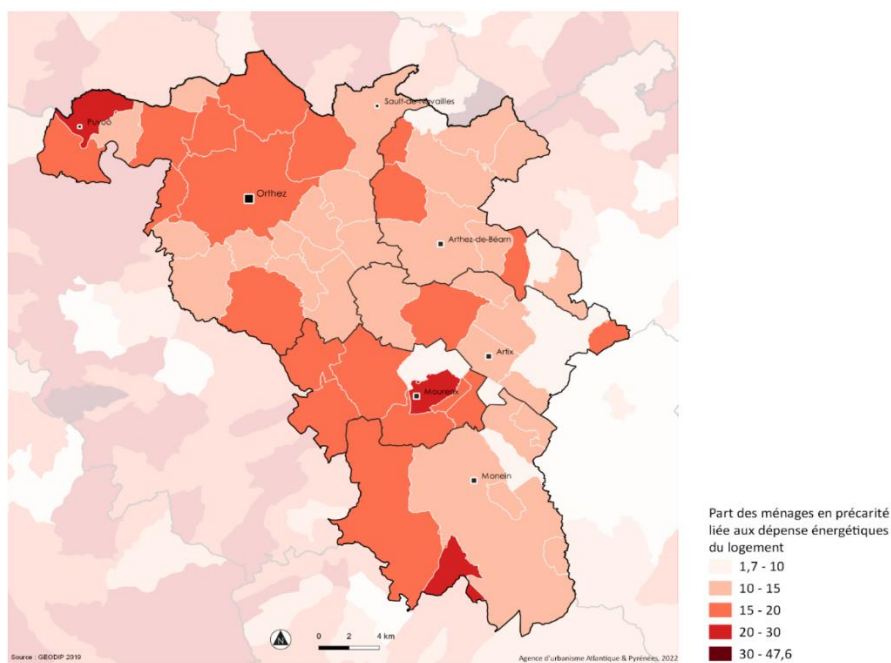 Sault-de-Navailles
Puyoô
Orthez
Arthez-de-Béarn
Artix
Mourenx
Monein
N
0 2 4 km
Source : GEODIP 2019
Agence d'urbanisme Atlantique & Pyrénées, 2022
Part des ménages en précarité
liée aux dépense énergétiques
du logement
1,7 - 10
10 - 15
15 - 20
20 - 30
30 - 47,6